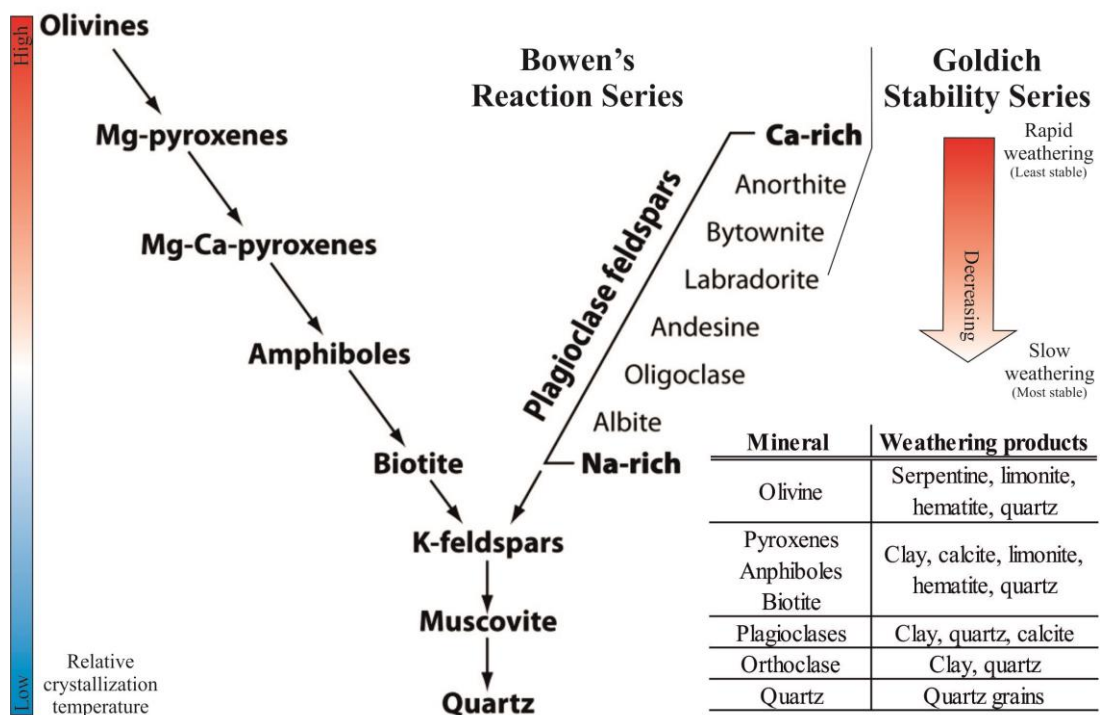 High
Olivines
Mg-pyroxenes
Mg-Ca-pyroxenes
Amphiboles
Biotite
K-feldspars
Muscovite
Quartz
Low
Relative
crystallization
temperature
Bowen's
Reaction Series
Plagioclase feldspars
Ca-rich
Anorthite
Bytownite
Labradorite
Andesine
Oligoclase
Albite
Na-rich
Goldich
Stability Series
Rapid
weathering
(Least stable)
Decreasing
Slow
weathering
(Most stable)
Mineral Weathering products
Olivine Serpentine, limonite,
hematite, quartz
Pyroxenes
Anphiboles
Biotite
Clay, calcite, limonite,
hematite, quartz
Plagioclases Clay, quartz, calcite
Orthoclase Clay, quartz
Quartz Quartz grains